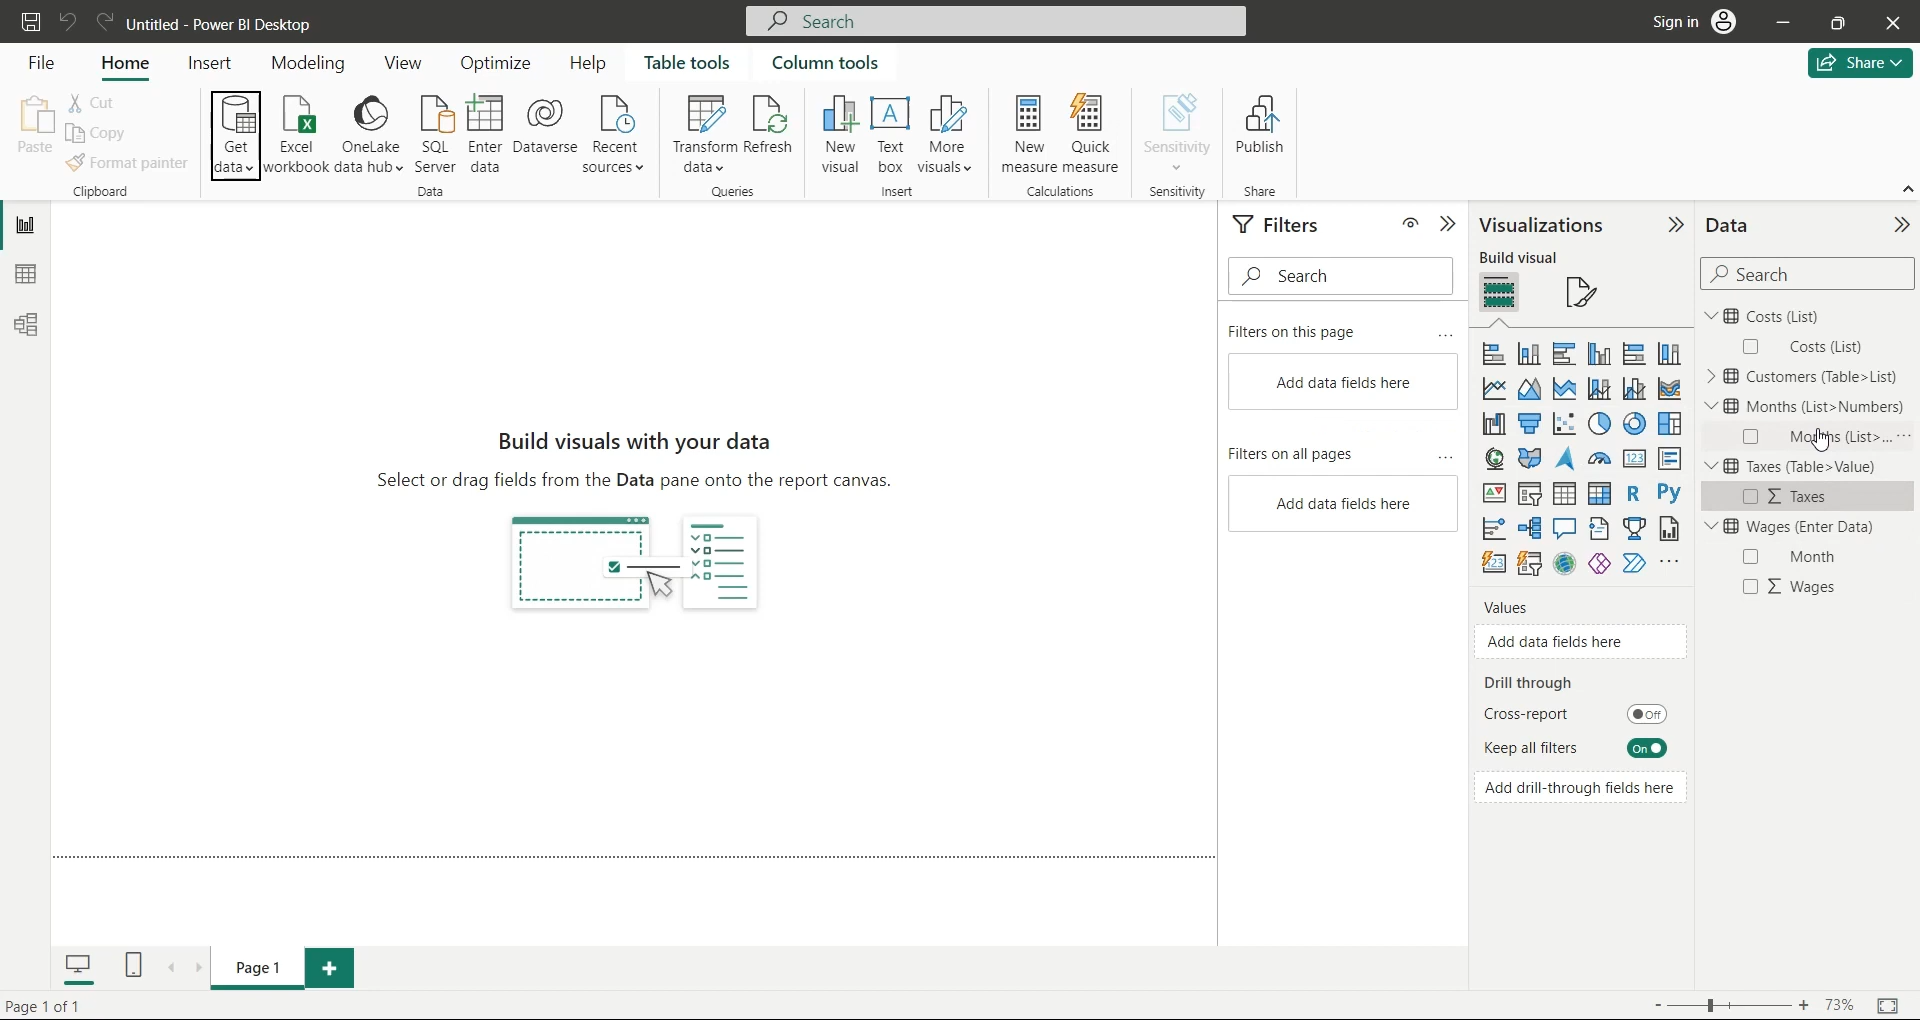 Untitled - Power BI Desktop
Search
Sign in
File
Home
Insert
Modeling
View
Optimize
Help
Table tools
Column tools
Share
Paste
Cut
Copy
Format painter
Clipboard
Get data
Excel workbook
OneLake data hub
SQL Server
Enter data
Dataverse
Recent sources
Data
Transform data
Refresh
Queries
New visual
Text box
More visuals
Insert
New measure
Quick measure
Calculations
Sensitivity
Sensitivity
Publish
Share
Build visuals with your data
Select or drag fields from the Data pane onto the report canvas.
Filters
Search
Filters on this page
...
Add data fields here
Filters on all pages
...
Add data fields here
Visualizations
Build visual
123
R
Py
123
...
Values
Add data fields here
Drill through
Cross-report
Off
Keep all filters
On
Add drill-through fields here
Data
Search
Costs (List)
Costs (List)
Customers (Table>List)
Months (List>Numbers)
(List>... ...
Taxes (Table>Value)
Σ Taxes
Wages (Enter Data)
Month
Σ Wages
Page 1
+
Page 1 of 1
- + 73%